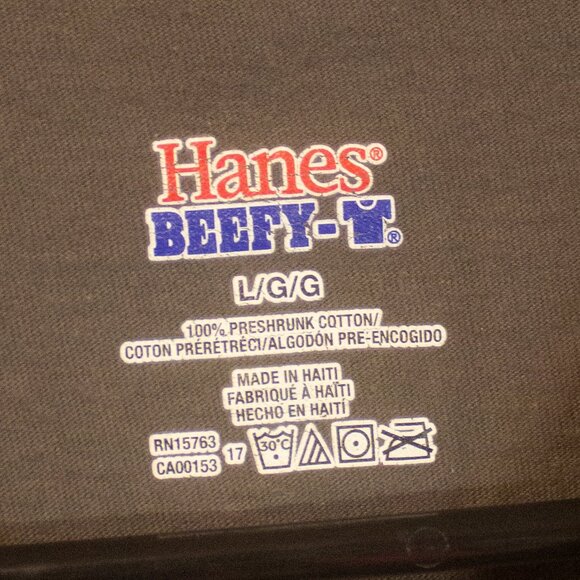 Hanes®
BEEFY-T®
L/G/G
100% PRESHRUNK COTTON/
COTON PRÉRÉTRÉCI/ALGODÓN PRE-ENCOGIDO
MADE IN HAITI
FABRIQUÉ À HAÏTI
HECHO EN HAITÍ
RN15763
CA00153
17
30°C